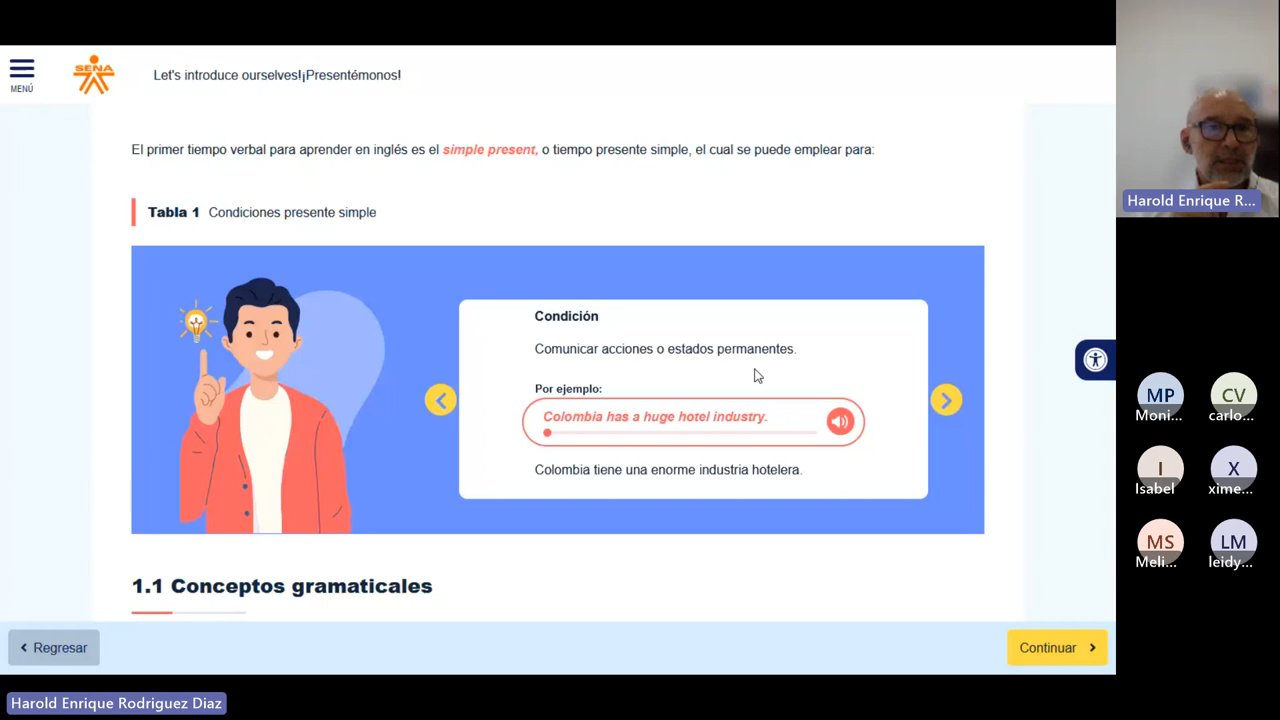 MENÚ
SENA
Let's introduce ourselves!¡Presentémonos!
El primer tiempo verbal para aprender en inglés es el simple present, o tiempo presente simple, el cual se puede emplear para:
Tabla 1 Condiciones presente simple
Condición
Comunicar acciones o estados permanentes.
Por ejemplo:
Colombia has a huge hotel industry.
Colombia tiene una enorme industria hotelera.
1.1 Conceptos gramaticales
Regresar
Continuar
Harold Enrique Rodriguez Diaz
Harold Enrique R...
MP
Moni...
CV
carlo...
I
Isabel
X
xime...
MS
Meli...
LM
leidy...